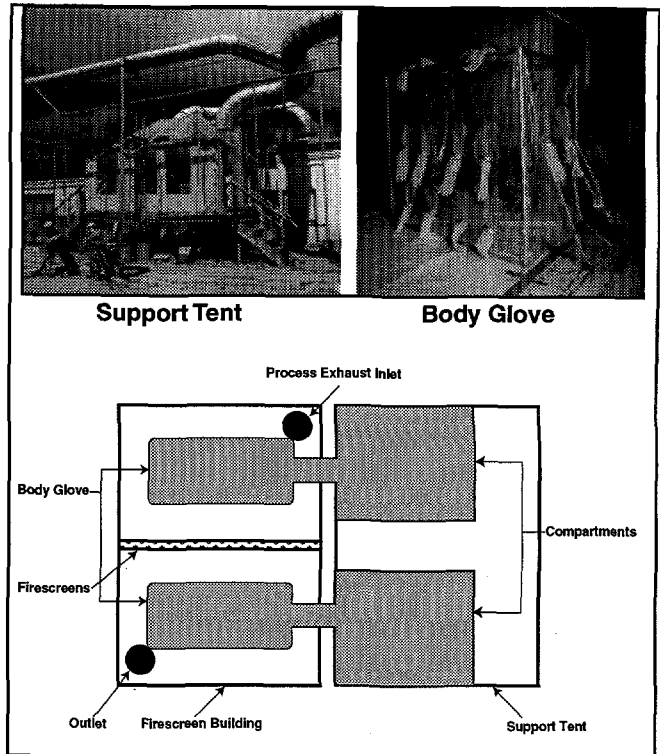 Support Tent
Body Glove
Process Exhaust Inlet
Body Glove
Compartments
Firescreens
Outlet
Firescreen Building
Support Tent